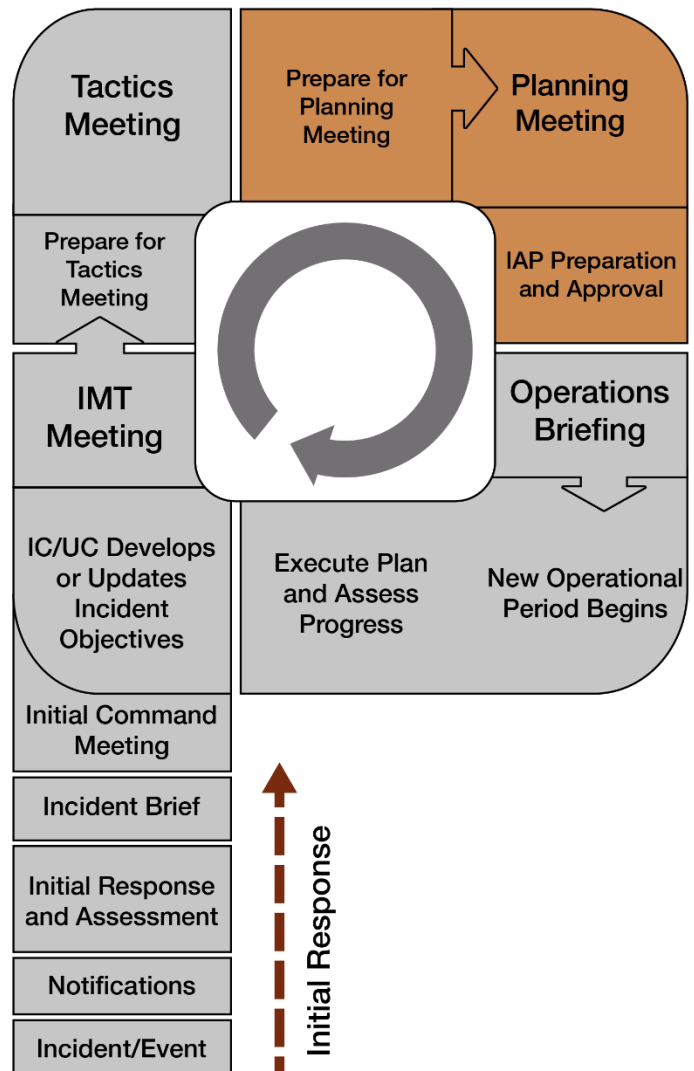 Tactics
Meeting
Prepare for
Planning
Meeting
Planning
Meeting
Prepare for
Tactics
Meeting
IAP Preparation
and Approval
IMT
Meeting
Operations
Briefing
IC/UC Develops
or Updates
Incident
Objectives
Execute Plan
and Assess
Progress
New Operational
Period Begins
Initial Command
Meeting
Incident Brief
Initial Response
and Assessment
Notifications
Incident/Event
Initial Response